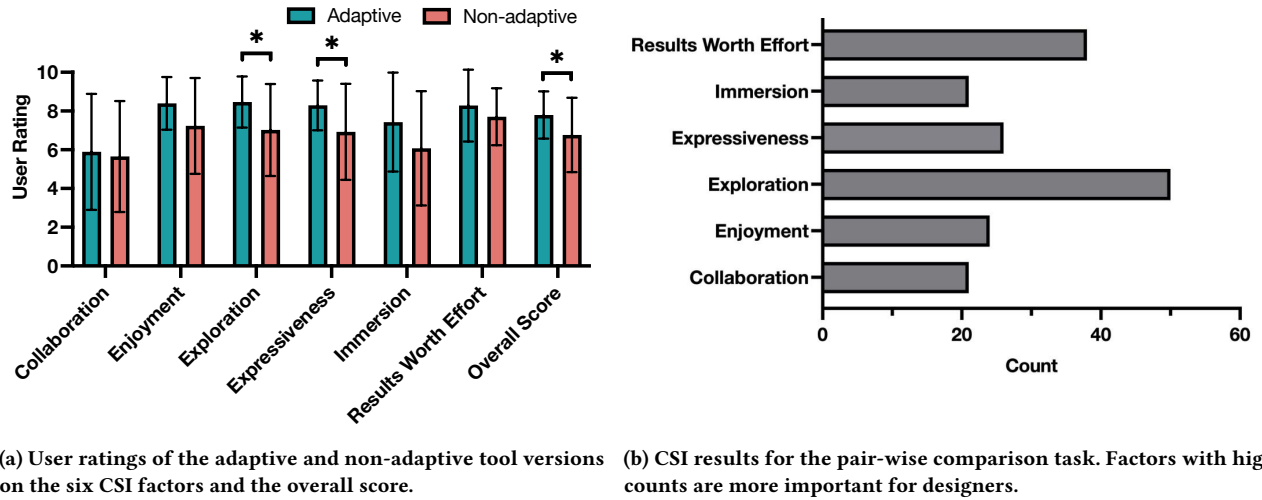 Adaptive Non-adaptive
* * *
User Rating
10
8
6
4
2
0
Collaboration
Enjoyment
Exploration
Expressiveness
Immersion
Results Worth Effort
Overall Score
Results Worth Effort
Immersion
Expressiveness
Exploration
Enjoyment
Collaboration
0 20 40 60
Count
(a) User ratings of the adaptive and non-adaptive tool versions
on the six CSI factors and the overall score.
(b) CSI results for the pair-wise comparison task. Factors with hig
counts are more important for designers.